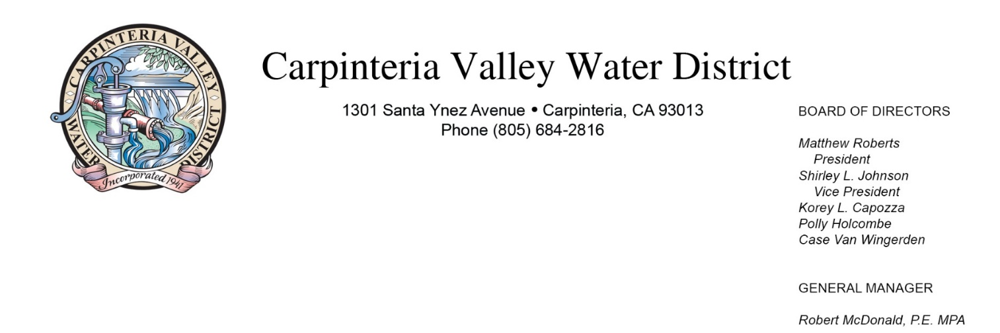 CARPINTERIA VALLEY
WATER DISTRICT
Incorporated 1941
Carpinteria Valley Water District
1301 Santa Ynez Avenue • Carpinteria, CA 93013
Phone (805) 684-2816
BOARD OF DIRECTORS
Matthew Roberts
President
Shirley L. Johnson
Vice President
Korey L. Capozza
Polly Holcombe
Case Van Wingerden
GENERAL MANAGER
Robert McDonald, P.E. MPA